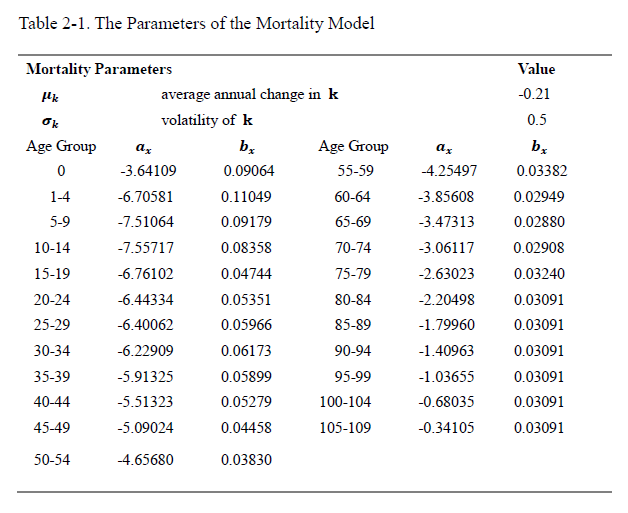 Table 2-1. The Parameters of the Mortality Model
Mortality Parameters Value
μk average annual change in k -0.21
σk volatility of k 0.5
Age Group ax bx Age Group ax bx
0 -3.64109 0.09064 55-59 -4.25497 0.03382
1-4 -6.70581 0.11049 60-64 -3.85608 0.02949
5-9 -7.51064 0.09179 65-69 -3.47313 0.02880
10-14 -7.55717 0.08358 70-74 -3.06117 0.02908
15-19 -6.76102 0.04744 75-79 -2.63023 0.03240
20-24 -6.44334 0.05351 80-84 -2.20498 0.03091
25-29 -6.40062 0.05966 85-89 -1.79960 0.03091
30-34 -6.22909 0.06173 90-94 -1.40963 0.03091
35-39 -5.91325 0.05899 95-99 -1.03655 0.03091
40-44 -5.51323 0.05279 100-104 -0.68035 0.03091
45-49 -5.09024 0.04458 105-109 -0.34105 0.03091
50-54 -4.65680 0.03830